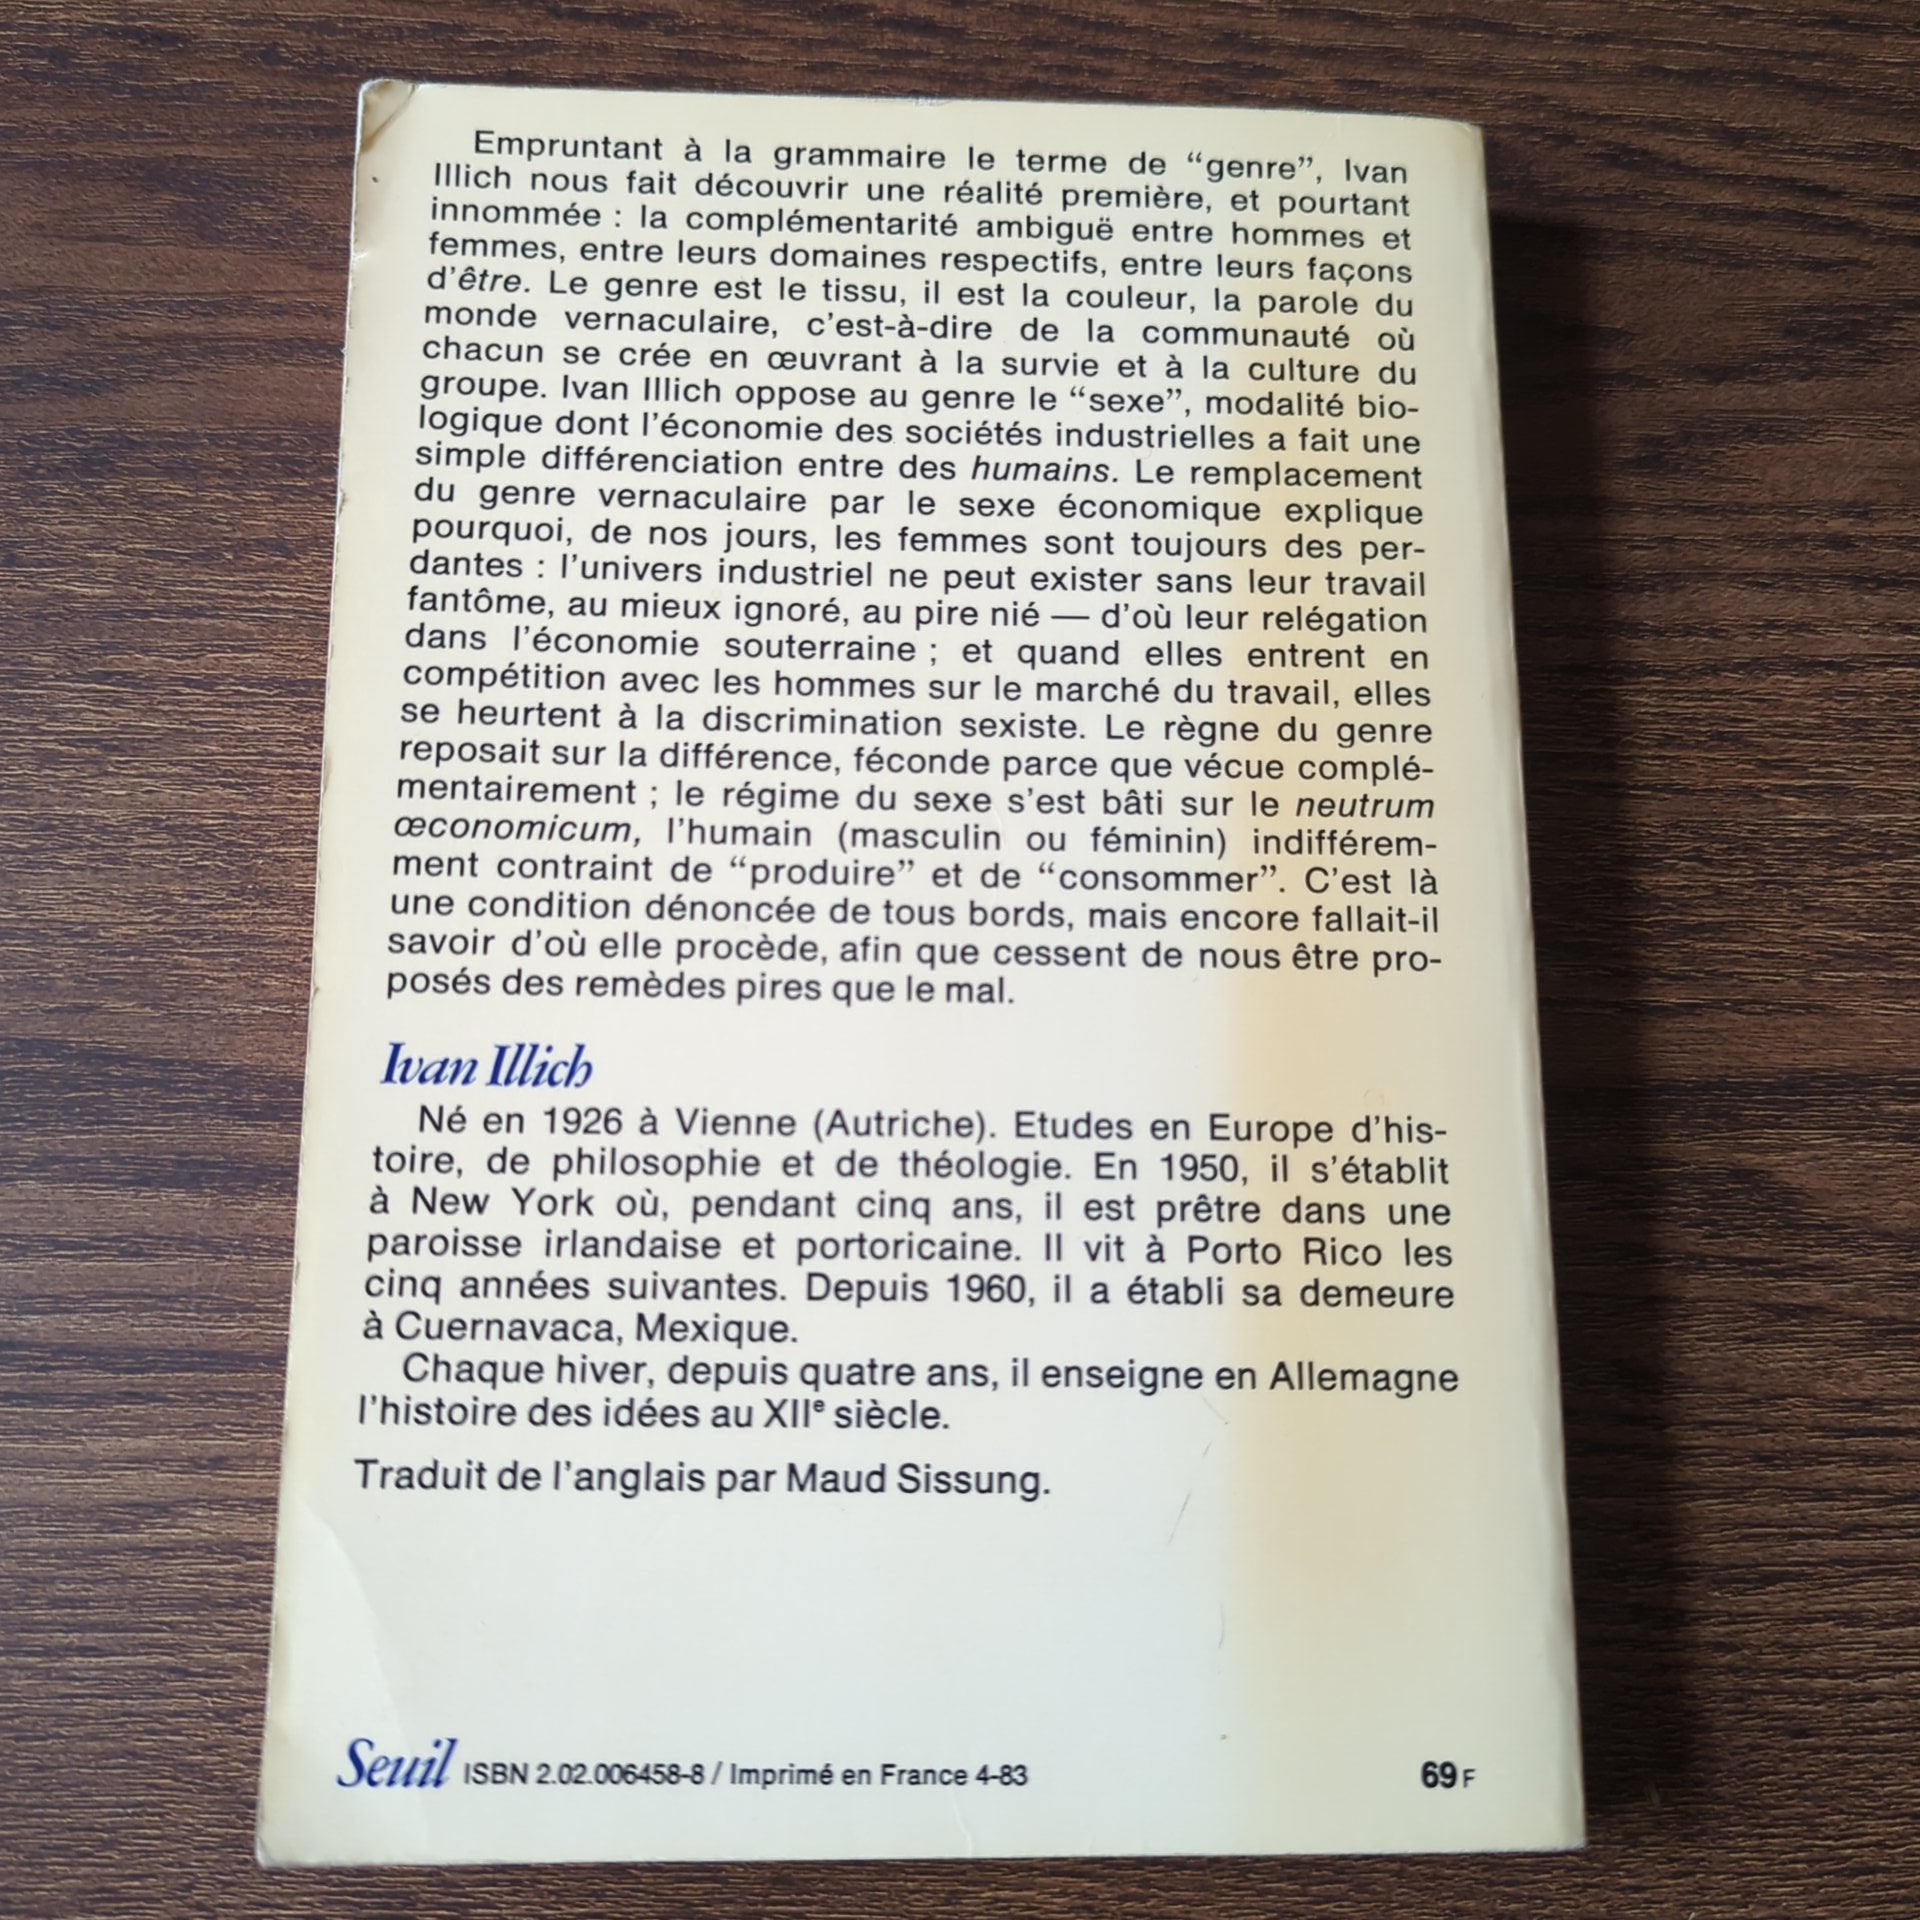 Empruntant à la grammaire le terme de “genre”, Ivan
Illich nous fait découvrir une réalité première, et pourtant
innommée : la complémentarité ambiguë entre hommes et
femmes, entre leurs domaines respectifs, entre leurs façons
d’être. Le genre est le tissu, il est la couleur, la parole du
monde vernaculaire, c’est-à-dire de la communauté où
chacun se crée en œuvrant à la survie et à la culture du
groupe. Ivan Illich oppose au genre le “sexe”, modalité bio-
logique dont l’économie des sociétés industrielles a fait une
simple différenciation entre des humains. Le remplacement
du genre vernaculaire par le sexe économique explique
pourquoi, de nos jours, les femmes sont toujours des per-
dantes : l’univers industriel ne peut exister sans leur travail
fantôme, au mieux ignoré, au pire nié — d’où leur relégation
dans l’économie souterraine ; et quand elles entrent en
compétition avec les hommes sur le marché du travail, elles
se heurtent à la discrimination sexiste. Le règne du genre
reposait sur la différence, féconde parce que vécue complé-
mentairement ; le régime du sexe s’est bâti sur le neutrum
œconomicum, l’humain (masculin ou féminin) indifférem-
ment contraint de “produire” et de “consommer”. C’est là
une condition dénoncée de tous bords, mais encore fallait-il
savoir d’où elle procède, afin que cessent de nous être pro-
posés des remèdes pires que le mal.
Ivan Illich
Né en 1926 à Vienne (Autriche). Etudes en Europe d’his-
toire, de philosophie et de théologie. En 1950, il s’établit
à New York où, pendant cinq ans, il est prêtre dans une
paroisse irlandaise et portoricaine. Il vit à Porto Rico les
cinq années suivantes. Depuis 1960, il a établi sa demeure
à Cuernavaca, Mexique.
Chaque hiver, depuis quatre ans, il enseigne en Allemagne
l’histoire des idées au XIIᵉ siècle.
Traduit de l’anglais par Maud Sissung.
Seuil ISBN 2.02.006458-8 / Imprimé en France 4-83 69 F